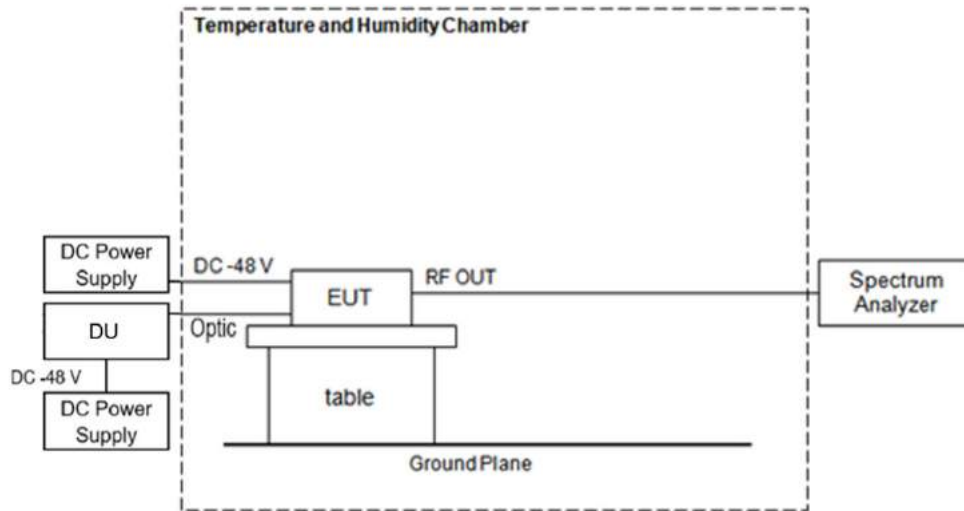 Temperature and Humidity Chamber
DC Power
Supply
DC -48 V
EUT
RF OUT
Spectrum
Analyzer
DU
Optic
DC -48 V
DC Power
Supply
table
Ground Plane